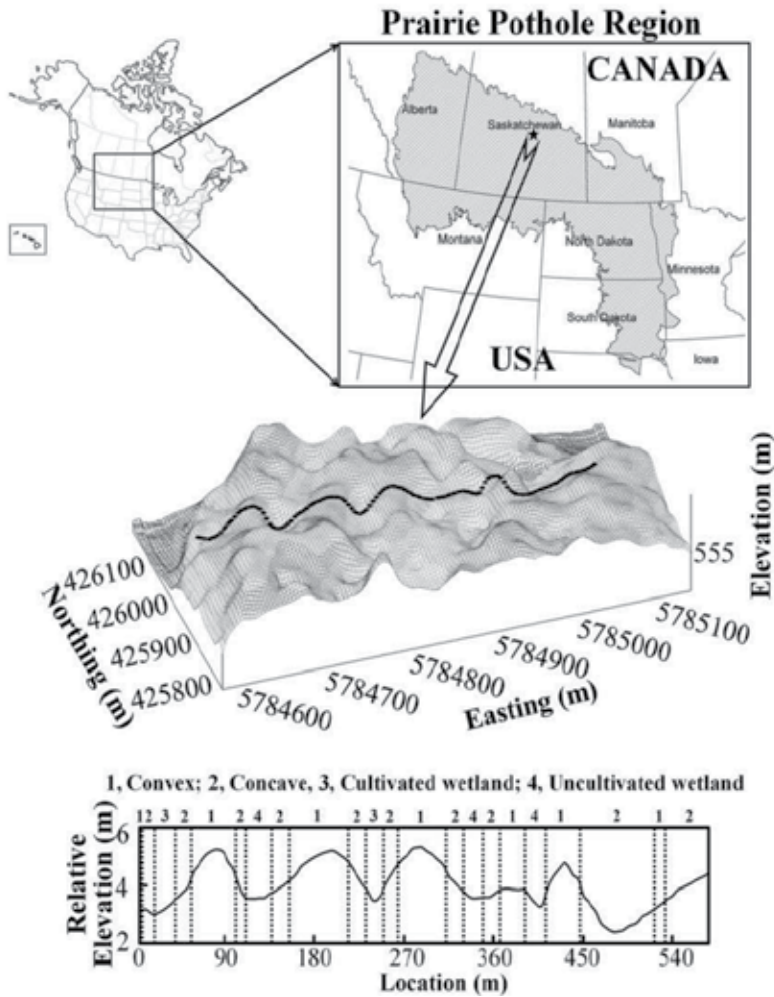 Prairie Pothole Region
CANADA
Alberta
Saskatchewan
Manitoba
Montana
North Dakota
Minnesota
South Dakota
USA
Iowa
Elevation (m)
555
426100
426000
425900
425800
Northing (m)
5784600
5784700
5784800
5784900
5785000
5785100
Easting (m)
1, Convex; 2, Concave, 3, Cultivated wetland; 4, Uncultivated wetland
12 3 2 1 2 4 2 1 2 3 2 1 2 4 2 1 4 1 2 1 2
Relative
Elevation (m)
6
4
2
0 90 180 270 360 450 540
Location (m)